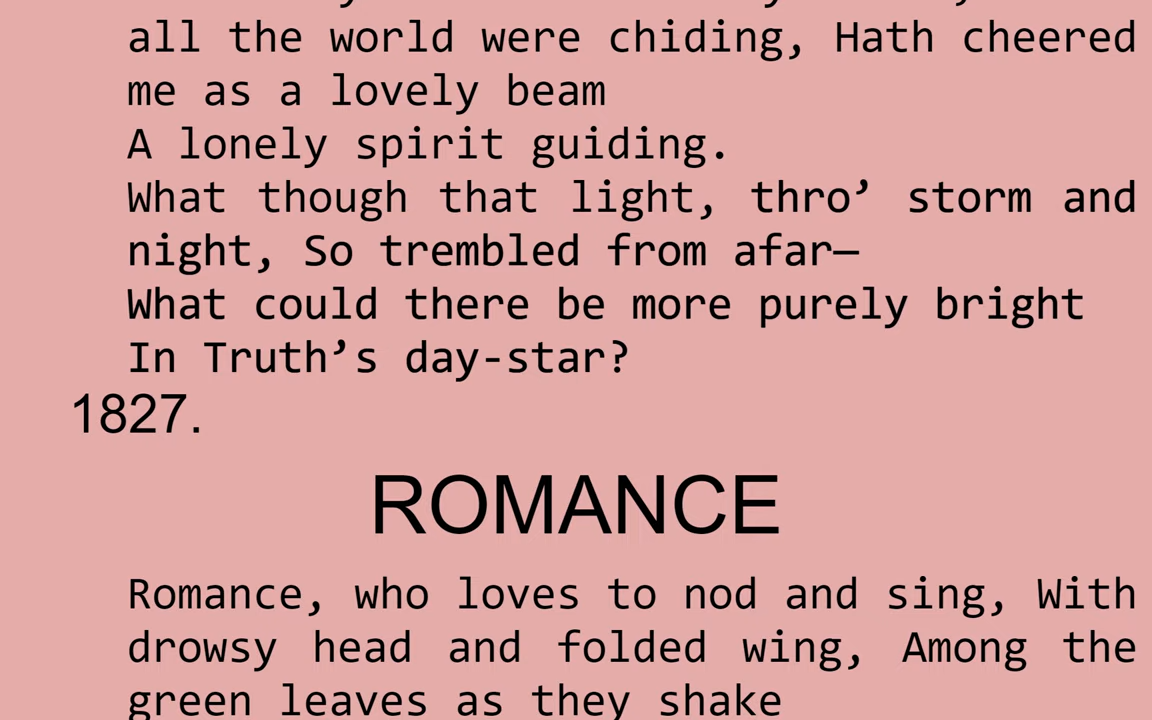 all the world were chiding, Hath cheered
me as a lovely beam
A lonely spirit guiding.
What though that light, thro’ storm and
night, So trembled from afar—
What could there be more purely bright
In Truth’s day-star?
1827.
ROMANCE
Romance, who loves to nod and sing, With
drowsy head and folded wing, Among the
green leaves as they shake